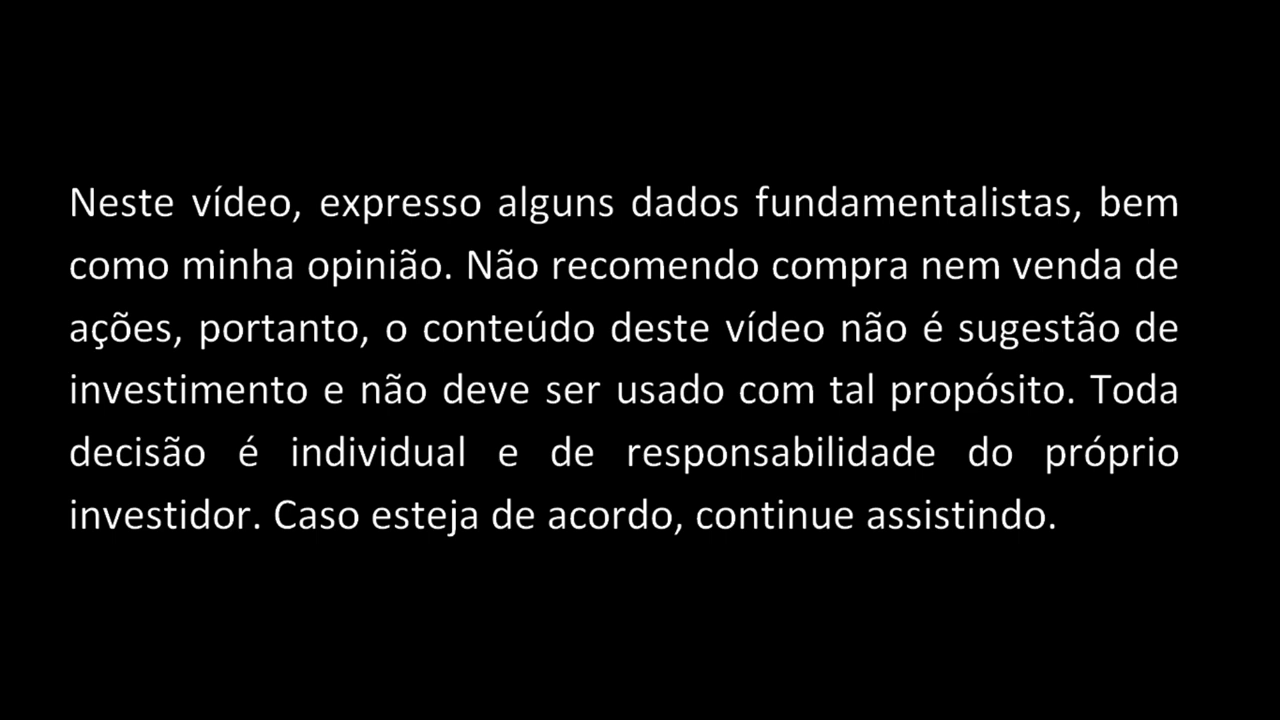 Neste vídeo, expresso alguns dados fundamentalistas, bem
como minha opinião. Não recomendo compra nem venda de
ações, portanto, o conteúdo deste vídeo não é sugestão de
investimento e não deve ser usado com tal propósito. Toda
decisão é individual e de responsabilidade do próprio
investidor. Caso esteja de acordo, continue assistindo.